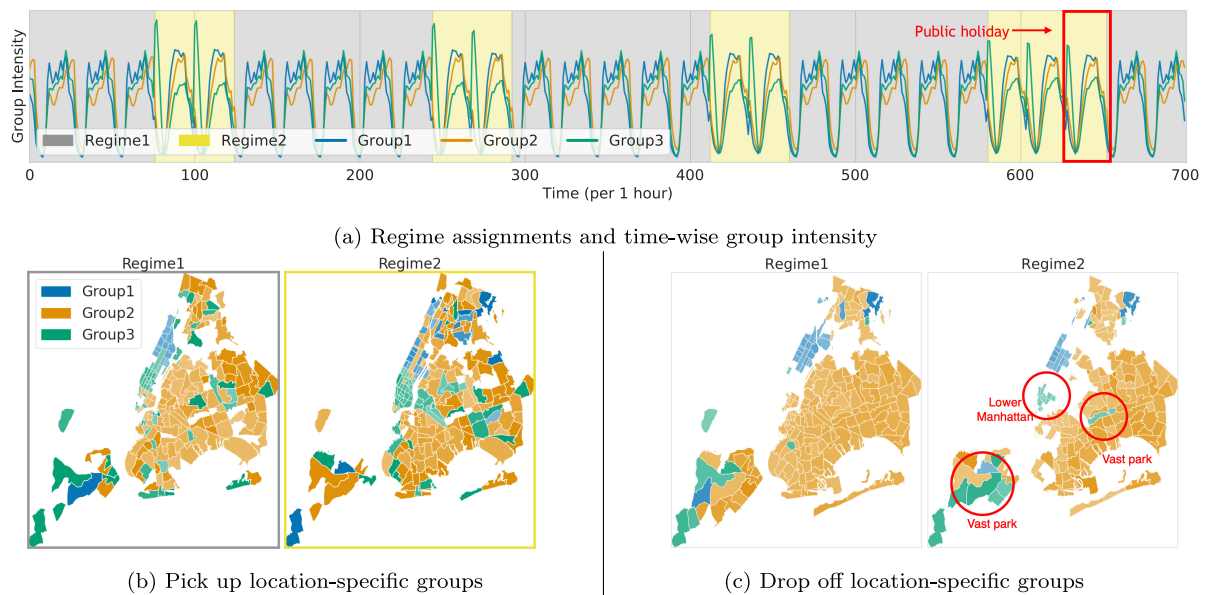 Group Intensity
Public holiday
Regime1
Regime2
Group1
Group2
Group3
0
100
200
300
400
500
600
700
Time (per 1 hour)
(a) Regime assignments and time-wise group intensity
Regime1
Regime2
Group1
Group2
Group3
(b) Pick up location-specific groups
Regime1
Regime2
Lower
Manhattan
Vast park
Vast park
(c) Drop off location-specific groups